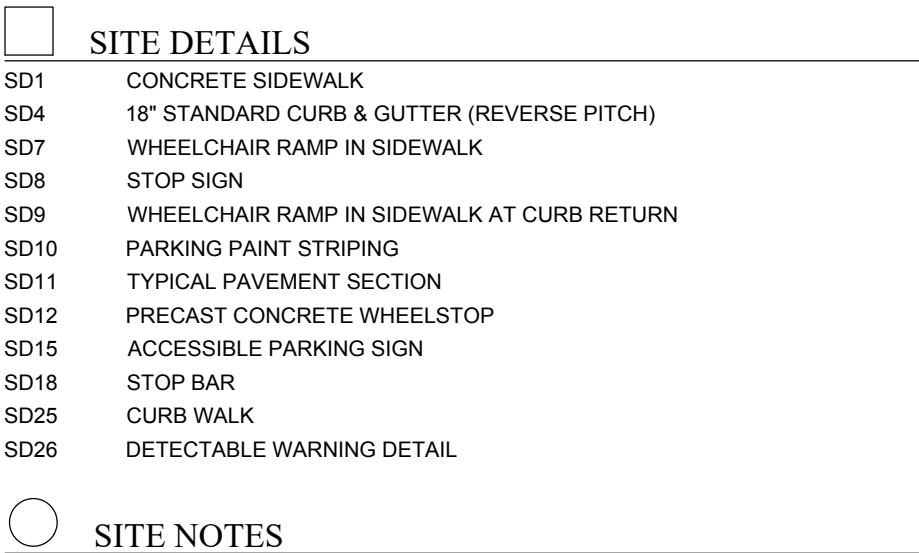 SITE DETAILS
SD1 CONCRETE SIDEWALK
SD4 18" STANDARD CURB & GUTTER (REVERSE PITCH)
SD7 WHEELCHAIR RAMP IN SIDEWALK
SD8 STOP SIGN
SD9 WHEELCHAIR RAMP IN SIDEWALK AT CURB RETURN
SD10 PARKING PAINT STRIPING
SD11 TYPICAL PAVEMENT SECTION
SD12 PRECAST CONCRETE WHEELSTOP
SD15 ACCESSIBLE PARKING SIGN
SD18 STOP BAR
SD25 CURB WALK
SD26 DETECTABLE WARNING DETAIL
SITE NOTES